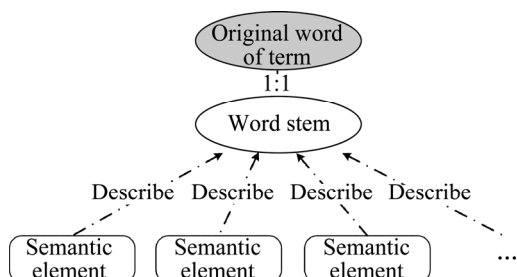 Original word
of term
1:1
Word stem
Describe Describe Describe Describe
Semantic Semantic Semantic
element element element ...